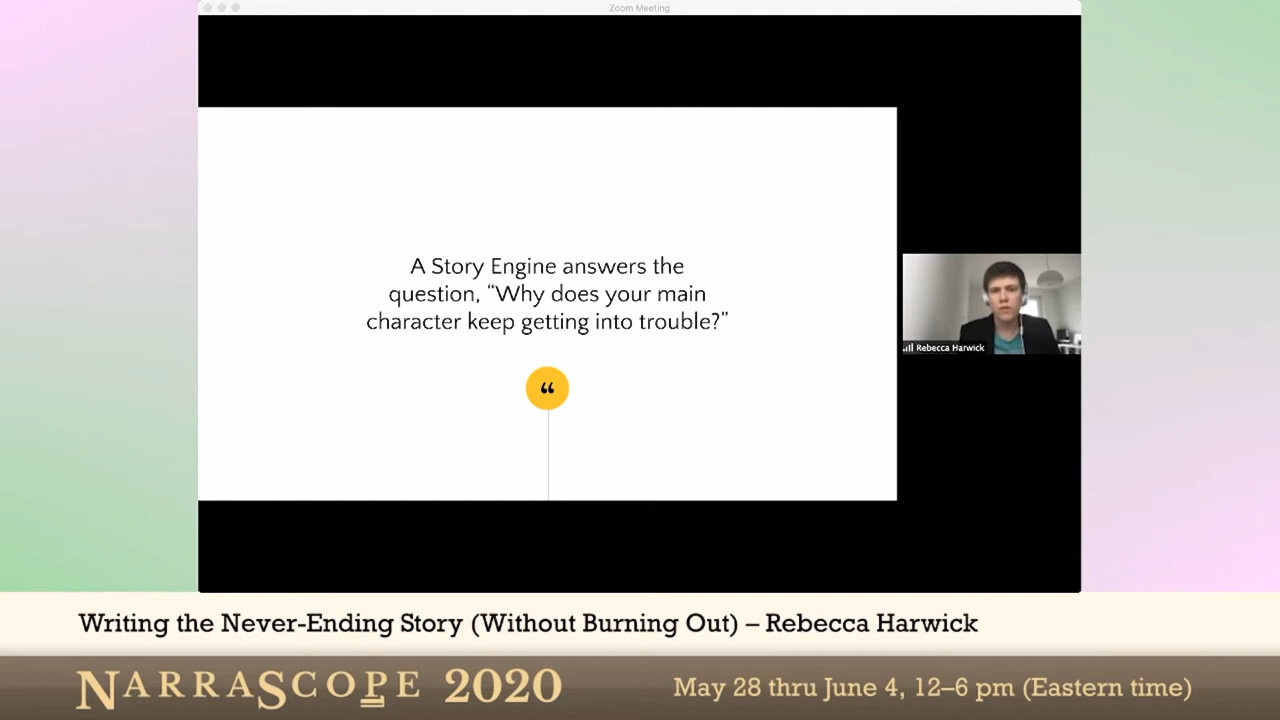 Zoom Meeting
A Story Engine answers the
question, “Why does your main
character keep getting into trouble?”
“
Rebecca Harwick
Writing the Never-Ending Story (Without Burning Out) – Rebecca Harwick
NARRASCOPE 2020
May 28 thru June 4, 12–6 pm (Eastern time)